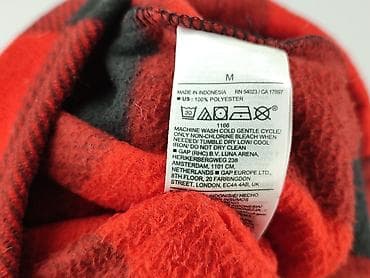 M
MADE IN INDONESIA RN 54023 / CA 17897
■ US: 100% POLYESTER
30
1166
MACHINE WASH COLD GENTLE CYCLE/
ONLY NON-CHLORINE BLEACH WHEN
NEEDED/ TUMBLE DRY LOW/ COOL
IRON/ DO NOT DRY CLEAN
■ GAP (RHC) B.V. LUNA ARENA,
HERIKERBERGWEG 238
AMSTERDAM, 1101 CM,
NETHERLANDS ■ GAP EUROPE LTD.,
8TH FLOOR, 20 FARRINGDON
STREET, LONDON, EC4A 4AB, UK